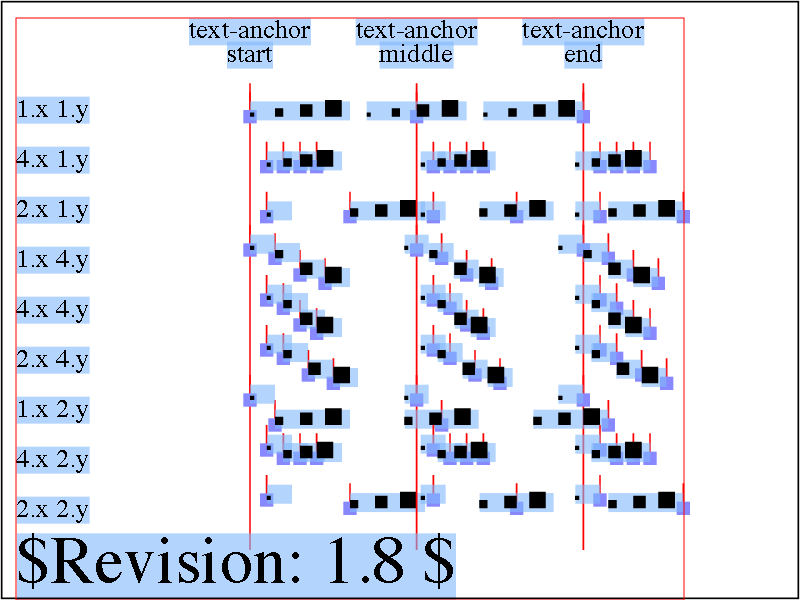 text-anchor text-anchor text-anchor
start middle end
1.x 1.y
4.x 1.y
2.x 1.y
1.x 4.y
4.x 4.y
2.x 4.y
1.x 2.y
4.x 2.y
2.x 2.y
$Revision: 1.8 $